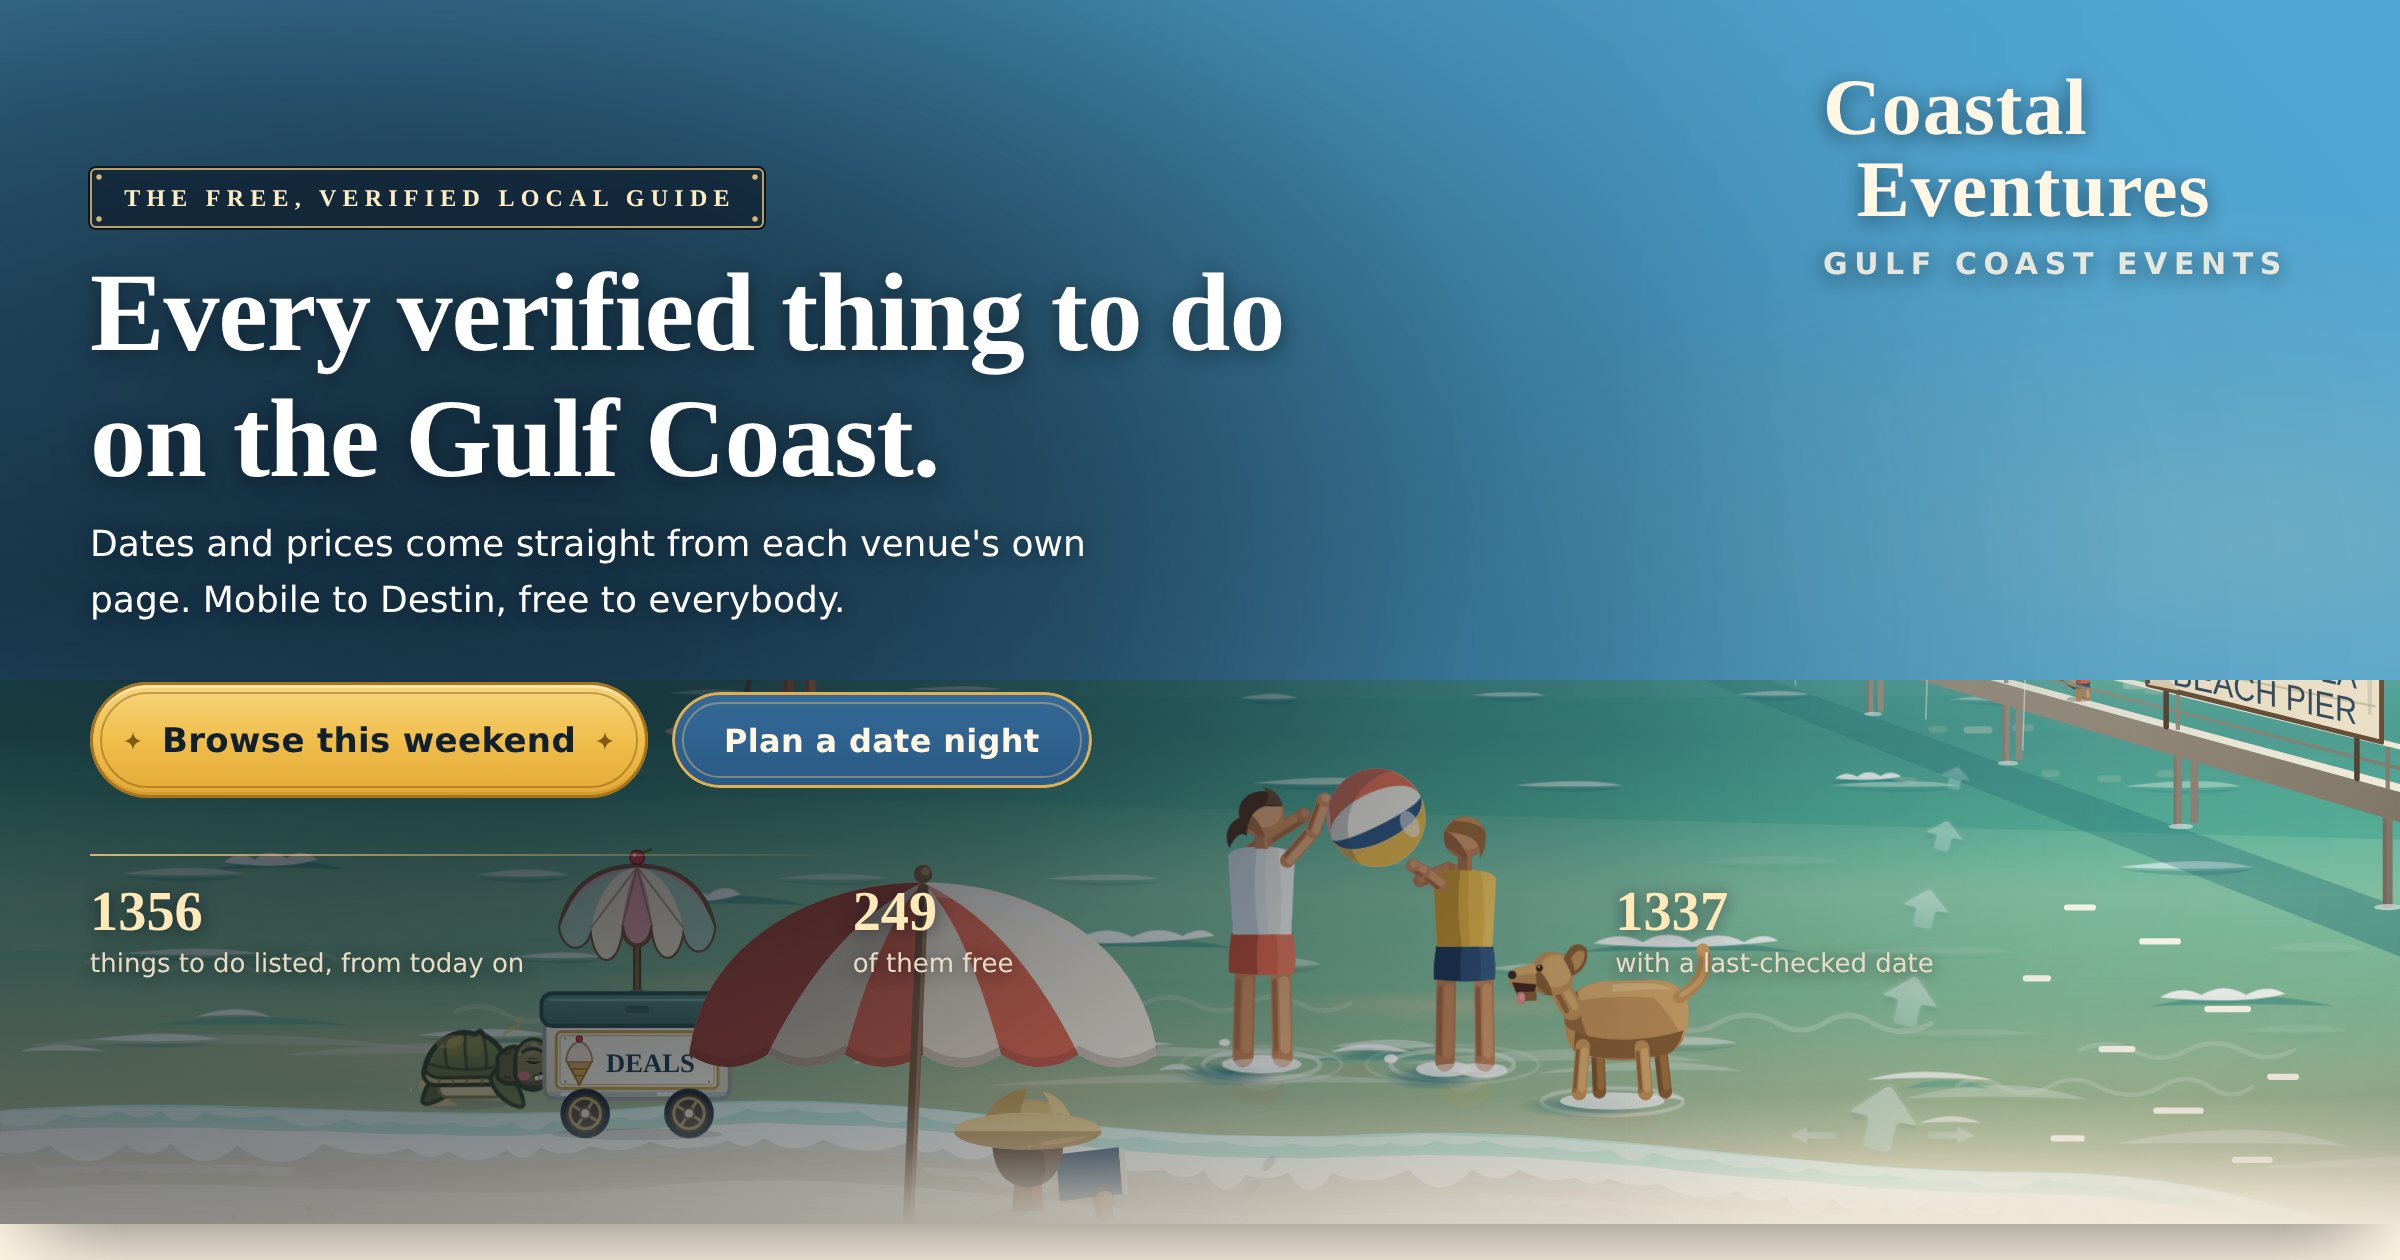 Coastal
Eventures
GULF COAST EVENTS
THE FREE, VERIFIED LOCAL GUIDE
Every verified thing to do
on the Gulf Coast.
Dates and prices come straight from each venue's own
page. Mobile to Destin, free to everybody.
Browse this weekend
Plan a date night
BEACH PIER
1356
things to do listed, from today on
249
of them free
1337
with a last-checked date
DEALS